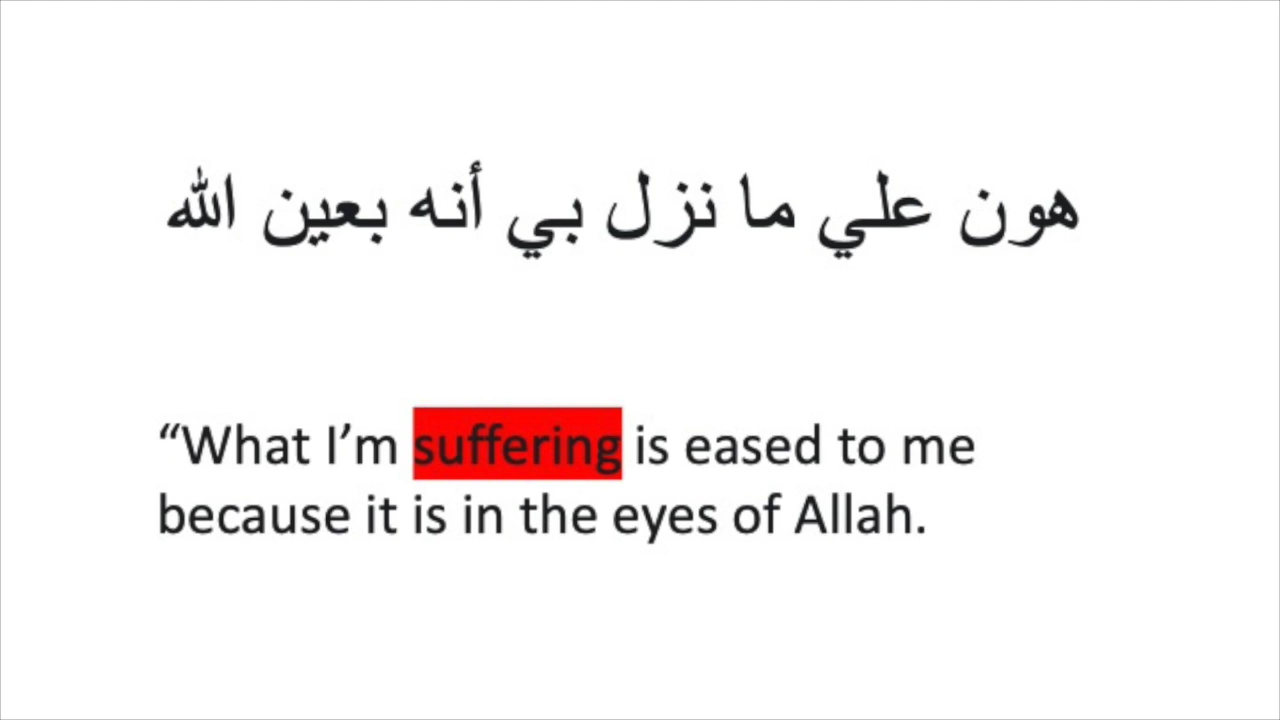 هون علي ما نزل بي أنه بعين الله
“What I’m suffering is eased to me
because it is in the eyes of Allah.